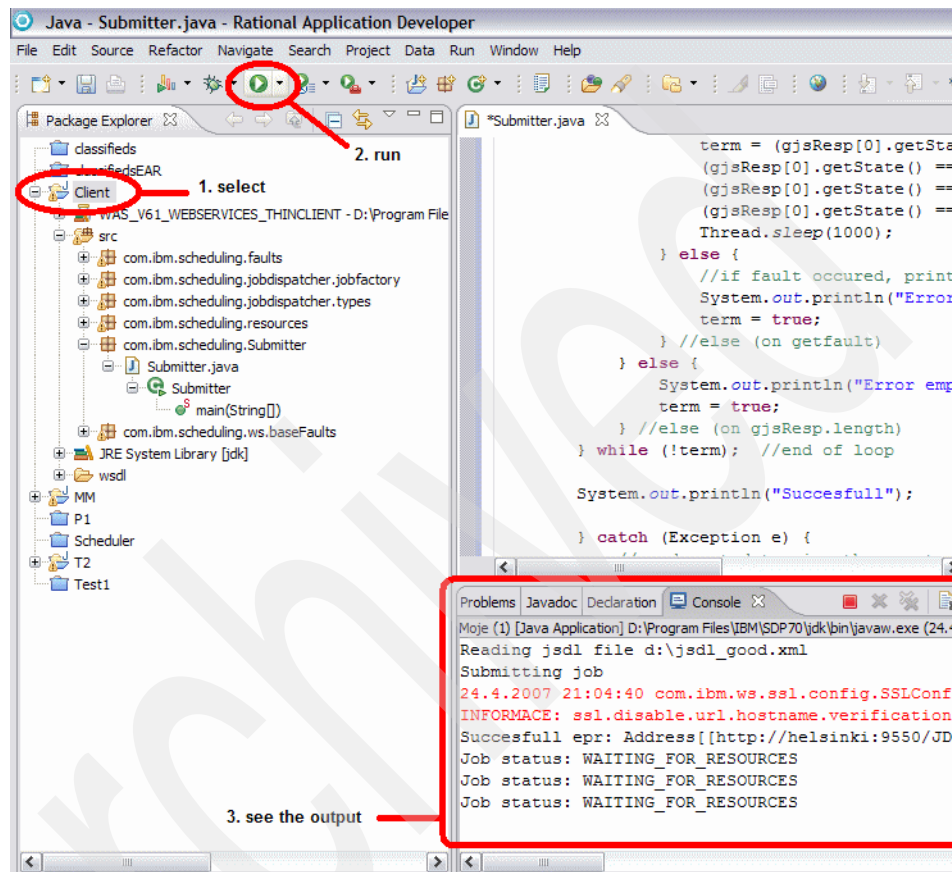 Java - Submitter.java - Rational Application Developer
File Edit Source Refactor Navigate Search Project Data Run Window Help
Package Explorer
classifieds
classifiedsEAR
Client
WAS_V61_WEBSERVICES_THINCLIENT - D:\Program File
src
com.ibm.scheduling.faults
com.ibm.scheduling.jobdispatcher.jobfactory
com.ibm.scheduling.jobdispatcher.types
com.ibm.scheduling.resources
com.ibm.scheduling.Submitter
Submitter.java
Submitter
main(String[])
com.ibm.scheduling.ws.baseFaults
JRE System Library [jdk]
wsdl
MM
P1
Scheduler
T2
Test1
1. select
2. run
3. see the output
*Submitter.java
term = (gjsResp[0].getSta
(gjsResp[0].getState() ==
(gjsResp[0].getState() ==
(gjsResp[0].getState() ==
Thread.sleep(1000);
} else {
//if fault occured, print
System.out.println("Error
term = true;
} //else (on getfault)
} else {
System.out.println("Error emp
term = true;
} //else (on gjsResp.length)
} while (!term); //end of loop
System.out.println("Succesfull");
} catch (Exception e) {
Problems Javadoc Declaration Console
Moje (1) [Java Application] D:\Program Files\IBM\SDP70\jdk\bin\javaw.exe (24.4
Reading jsdl file d:\jsdl_good.xml
Submitting job
24.4.2007 21:04:40 com.ibm.ws.ssl.config.SSLConf
INFORMACE: ssl.disable.url.hostname.verification
Succesfull epr: Address[[http://helsinki:9550/JD
Job status: WAITING_FOR_RESOURCES
Job status: WAITING_FOR_RESOURCES
Job status: WAITING_FOR_RESOURCES